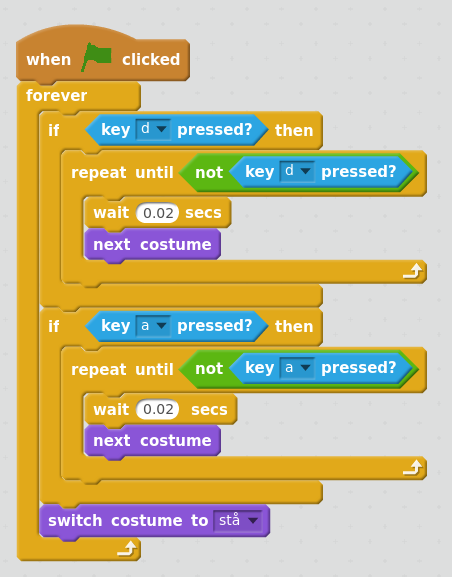 when clicked
forever
if key d pressed? then
repeat until not key d pressed?
wait 0.02 secs
next costume
if key a pressed? then
repeat until not key a pressed?
wait 0.02 secs
next costume
switch costume to stå